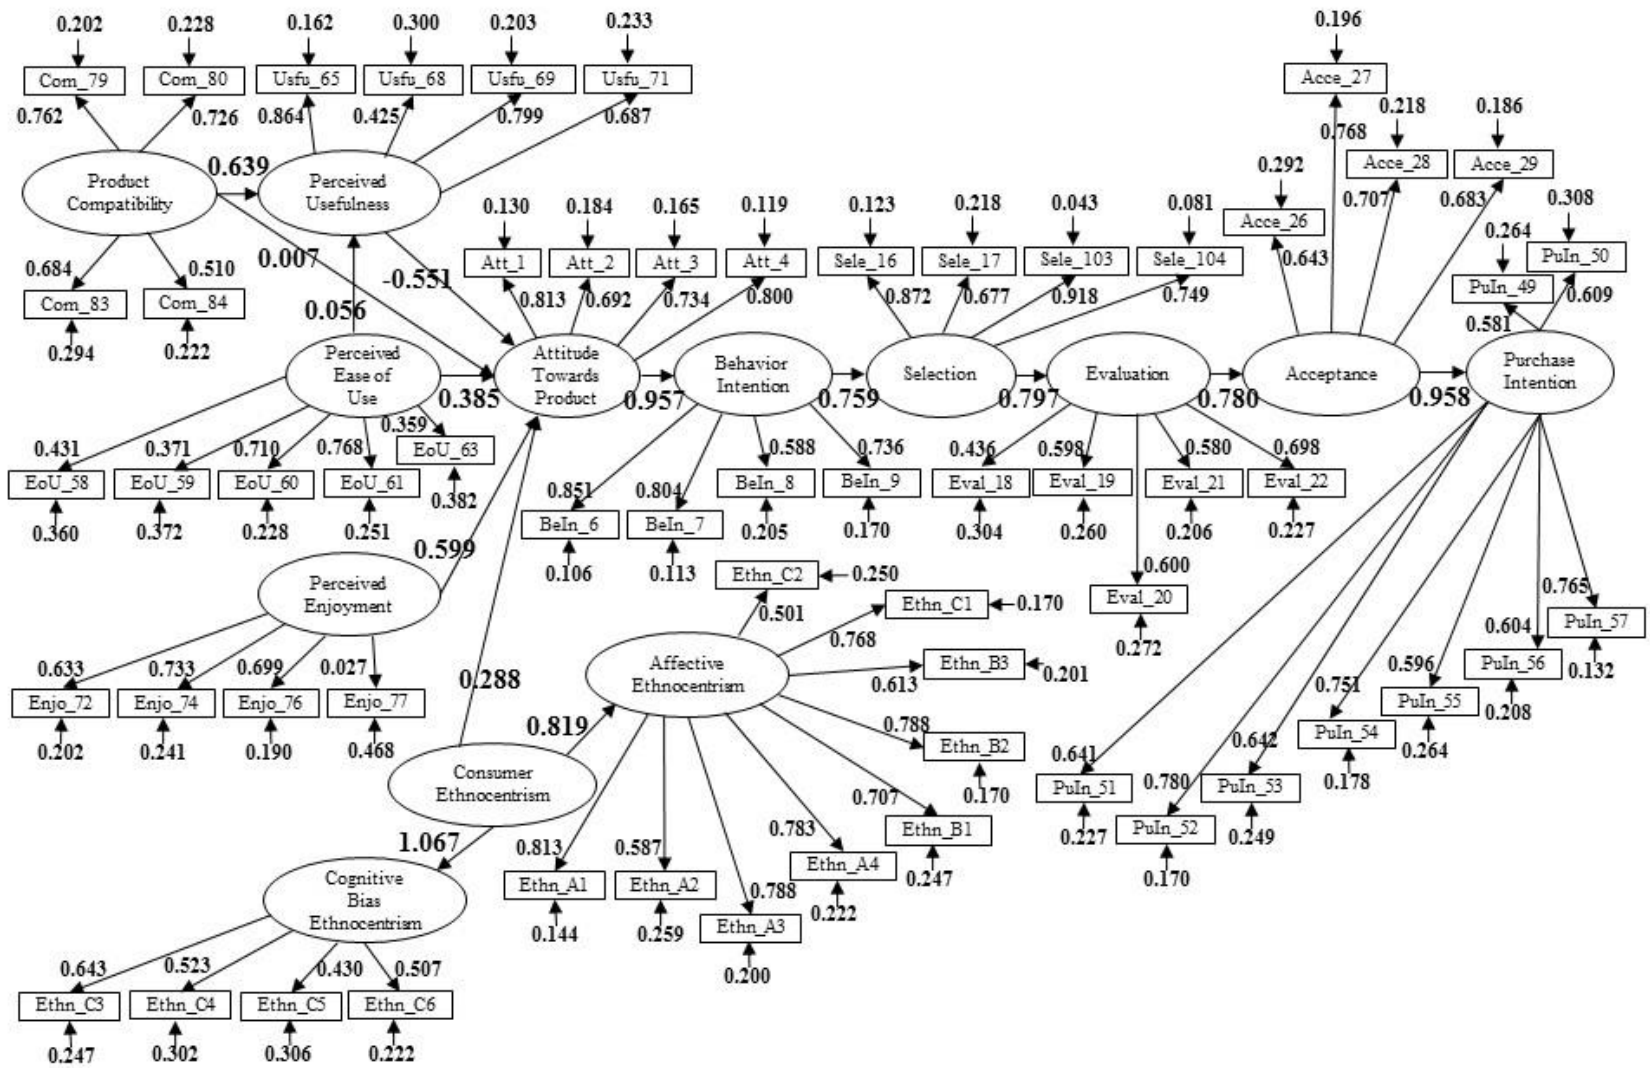 0.202 0.228 0.162 0.300 0.203 0.233 0.196
Com_79 Com_80 Usfu_65 Usfu_68 Usfu_69 Usfu_71 Acce_27
0.762 0.726 0.864 0.425 0.799 0.687 0.768
0.218 0.186
Acce_28 Acce_29
0.707 0.683
0.292
Acce_26
0.643
0.308
PuIn_50
0.609
0.264
PuIn_49
0.581
Product
Compatibility
0.639
Perceived
Usefulness
0.684 0.510
Com_83 Com_84
0.294 0.222
0.007
-0.551
0.056
0.130 0.184 0.165 0.119 0.123 0.218 0.043 0.081
Att_1 Att_2 Att_3 Att_4 Sele_16 Sele_17 Sele_103 Sele_104
0.813 0.692 0.734 0.800 0.872 0.677 0.918 0.749
Perceived
Ease of
Use
0.385
Attitude
Towards
Product
0.957
Behavior
Intention
0.759
Selection
0.797
Evaluation
0.780
Acceptance
0.958
Purchase
Intention
0.431 0.371 0.710 0.768 0.359
EoU_58 EoU_59 EoU_60 EoU_61 EoU_63
0.360 0.372 0.228 0.251 0.382
0.851 0.804 0.588 0.736
BeIn_6 BeIn_7 BeIn_8 BeIn_9
0.106 0.113 0.205 0.170
0.436 0.598 0.580 0.698
Eval_18 Eval_19 Eval_21 Eval_22
0.304 0.260 0.206 0.227
0.600
Eval_20
0.272
0.599
Perceived
Enjoyment
0.633 0.733 0.699 0.027
Enjo_72 Enjo_74 Enjo_76 Enjo_77
0.202 0.241 0.190 0.468
0.288
Ethn_C2 0.250
0.501
Ethn_C1 0.170
0.768
Affective
Ethnocentrism
Ethn_B3 0.201
0.613
0.788
Ethn_B2
0.170
0.819
Consumer
Ethnocentrism
1.067
0.813 0.587 0.788 0.783 0.707
Ethn_A1 Ethn_A2 Ethn_A3 Ethn_A4 Ethn_B1
0.144 0.259 0.200 0.222 0.247
0.641 0.780 0.642 0.751 0.596 0.604 0.765
PuIn_51 PuIn_52 PuIn_53 PuIn_54 PuIn_55 PuIn_56 PuIn_57
0.227 0.170 0.249 0.178 0.264 0.208 0.132
Cognitive
Bias
Ethnocentrism
0.643 0.523 0.430 0.507
Ethn_C3 Ethn_C4 Ethn_C5 Ethn_C6
0.247 0.302 0.306 0.222